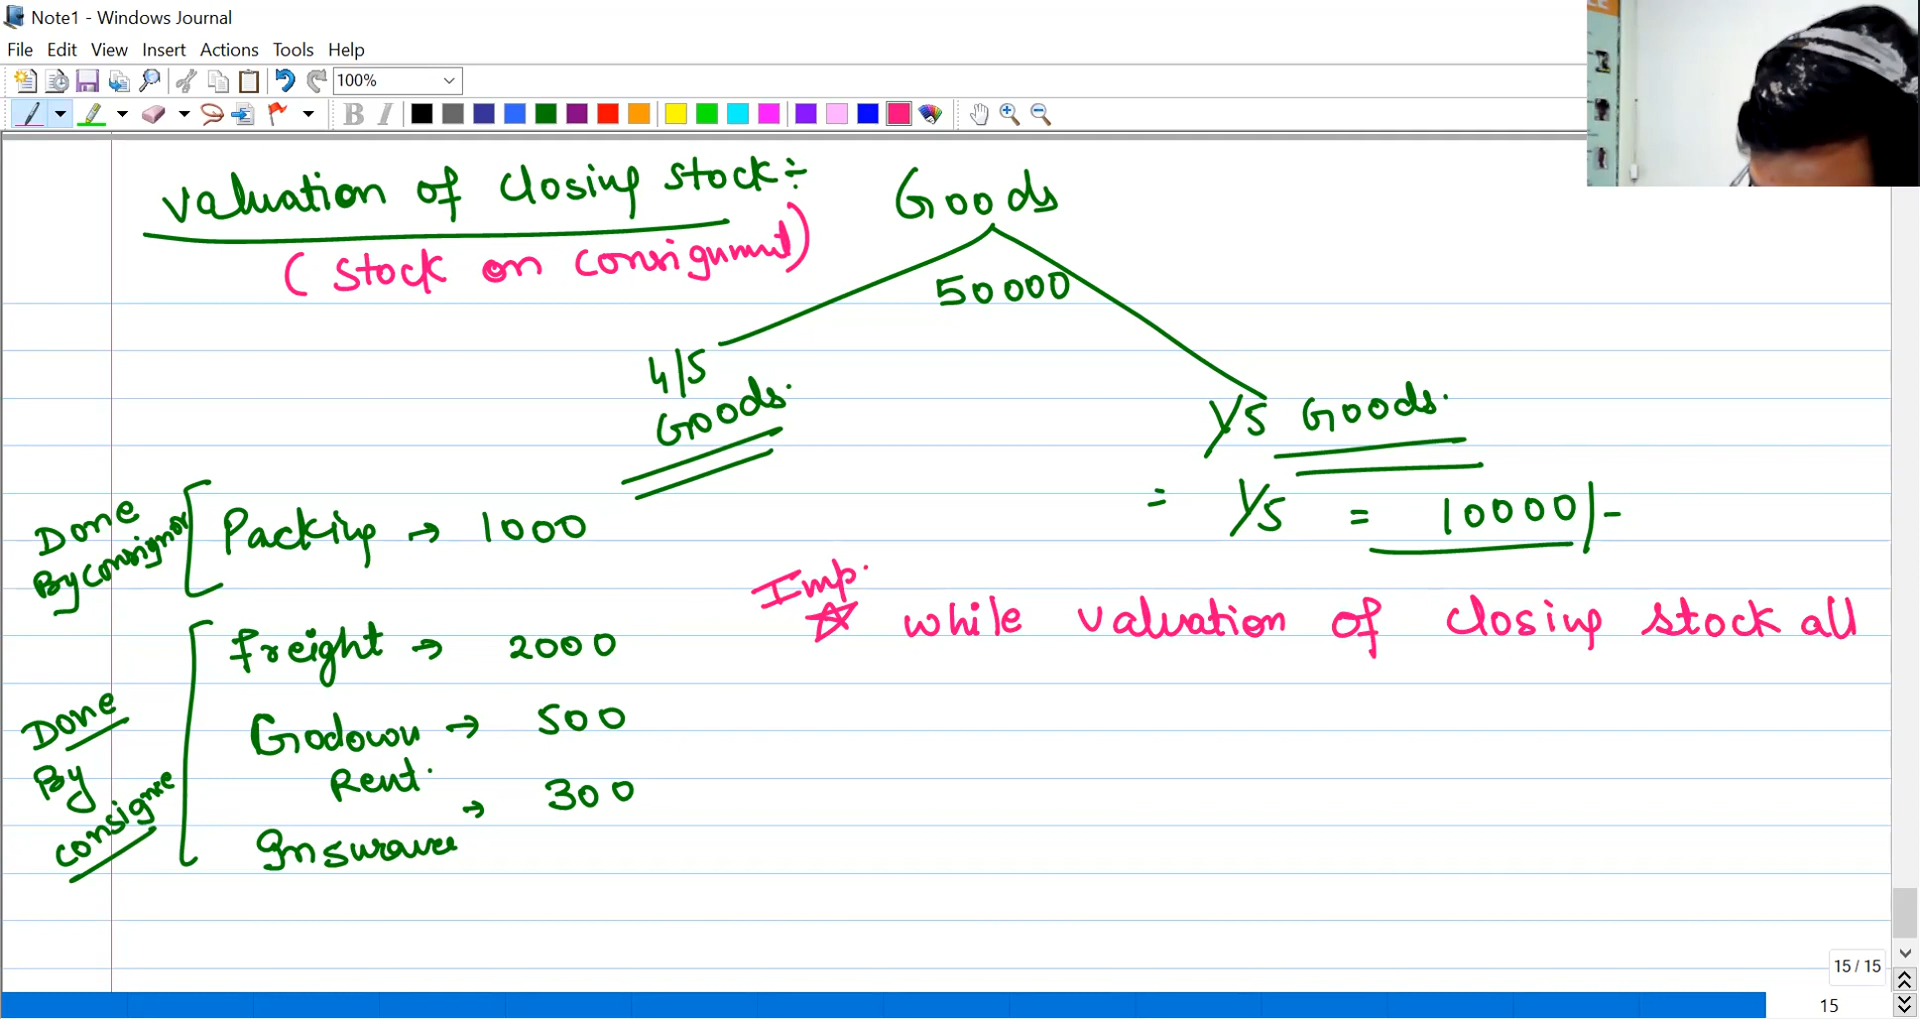 Note1 - Windows Journal
File Edit View Insert Actions Tools Help
100%
B I
Valuation of closing stock:-
(Stock on consignment)
Goods
50000
4/5
Goods.
1/5 Goods.
= 1/5 = 10000/-
Done
By consignor
Packing → 1000
Imp.
☆ while valuation of closing stock all
Done
By
consignee
Freight → 2000
Godown → 500
Rent.
Insurance → 300
15 / 15
15